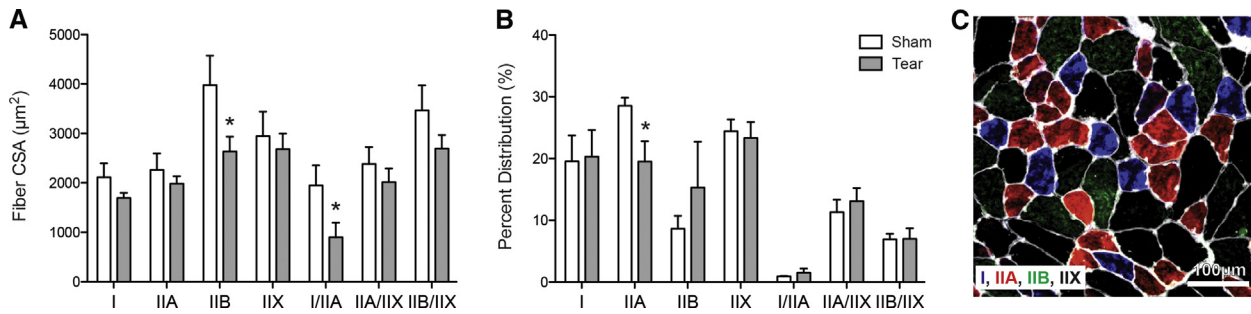 A
Fiber CSA (µm²)
5000
4000
3000
2000
1000
0
*
*
I
IIA
IIB
IIX
I/IIA
IIA/IIX
IIB/IIX
B
Percent Distribution (%)
40
30
20
10
0
*
Sham
Tear
I
IIA
IIB
IIX
I/IIA
IIA/IIX
IIB/IIX
C
I, IIA, IIB, IIX
100µm